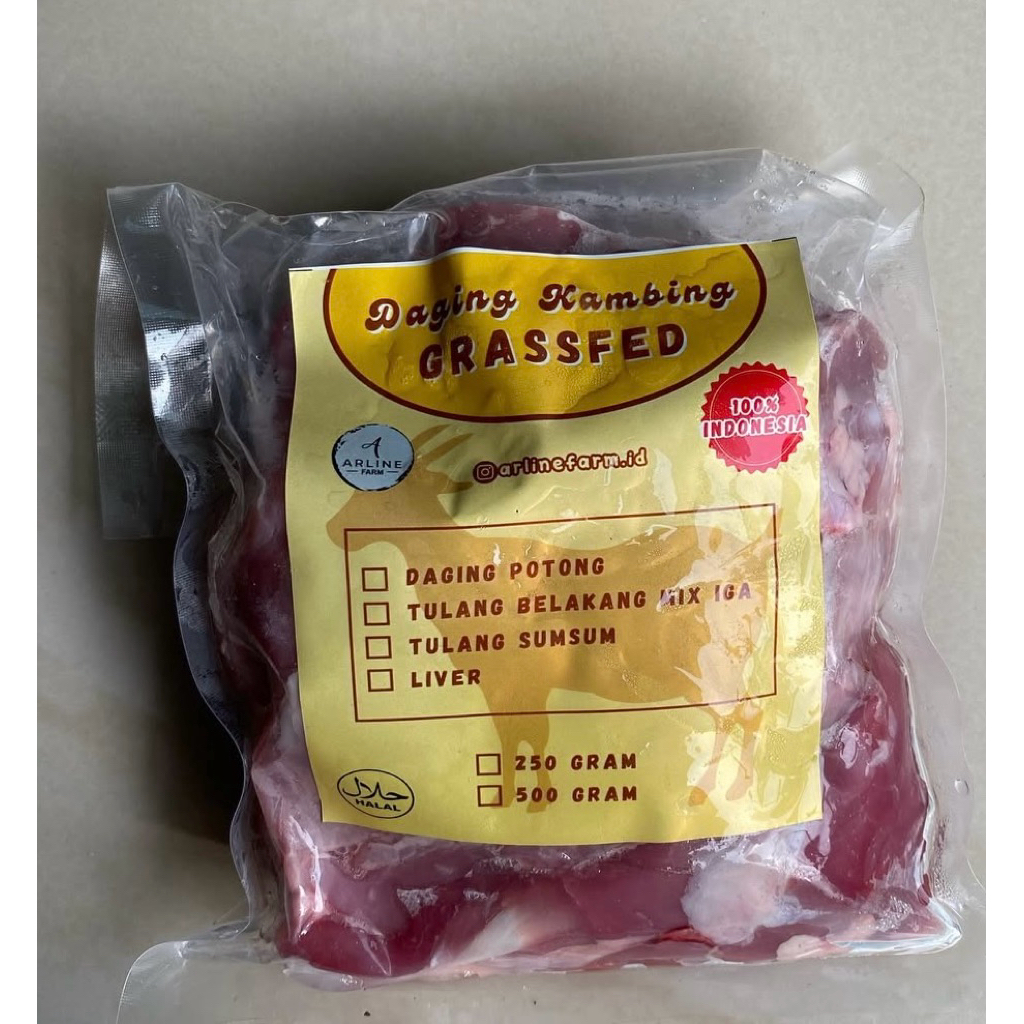 Daging Kambing
GRASSFED
100%
INDONESIA
A
ARLINE
FARM
arlinefarm.id
DAGING POTONG
TULANG BELAKANG MIX IGA
TULANG SUMSUM
LIVER
250 GRAM
500 GRAM
حلال
HALAL